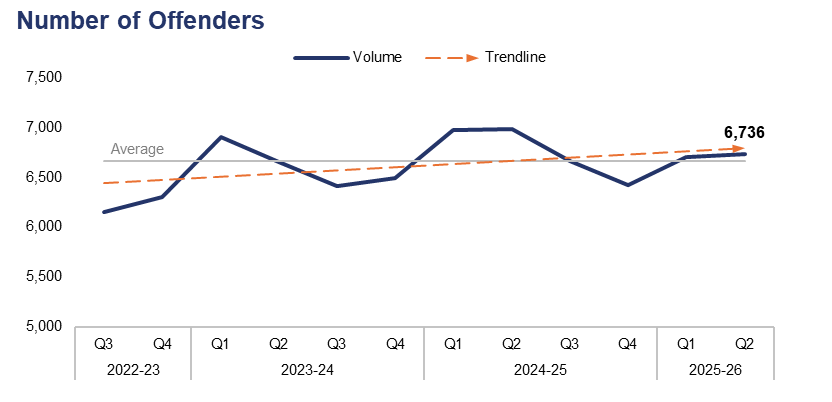 Number of Offenders
Volume Trendline
7,500
7,000
6,500
6,000
5,500
5,000
Average
6,736
Q3 Q4 Q1 Q2 Q3 Q4 Q1 Q2 Q3 Q4 Q1 Q2
2022-23 2023-24 2024-25 2025-26